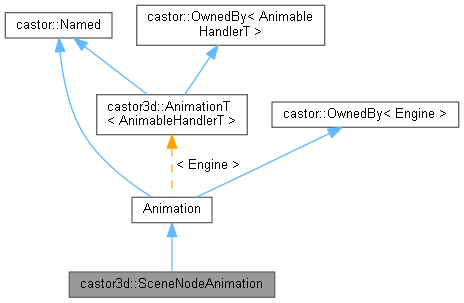 castor::Named
castor::OwnedBy< Animable
HandlerT >
castor3d::AnimationT
< AnimableHandlerT >
castor::OwnedBy< Engine >
< Engine >
Animation
castor3d::SceneNodeAnimation